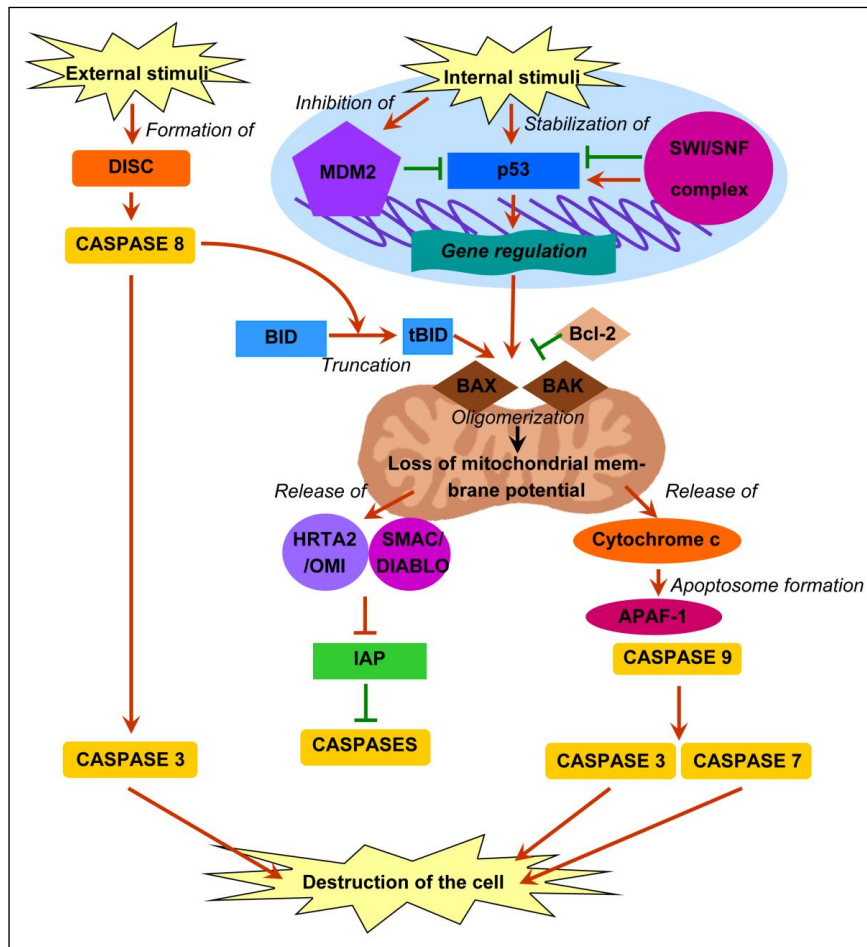 External stimuli
Internal stimuli
Inhibition of
Formation of
Stabilization of
DISC
MDM2
p53
SWI/SNF
complex
CASPASE 8
Gene regulation
BID
tBID
Bcl-2
Truncation
BAX
BAK
Oligomerization
Loss of mitochondrial mem-
brane potential
Release of
Release of
HRTA2
/OMI
SMAC/
DIABLO
Cytochrome c
Apoptosome formation
APAF-1
IAP
CASPASE 9
CASPASES
CASPASE 3
CASPASE 3
CASPASE 7
Destruction of the cell